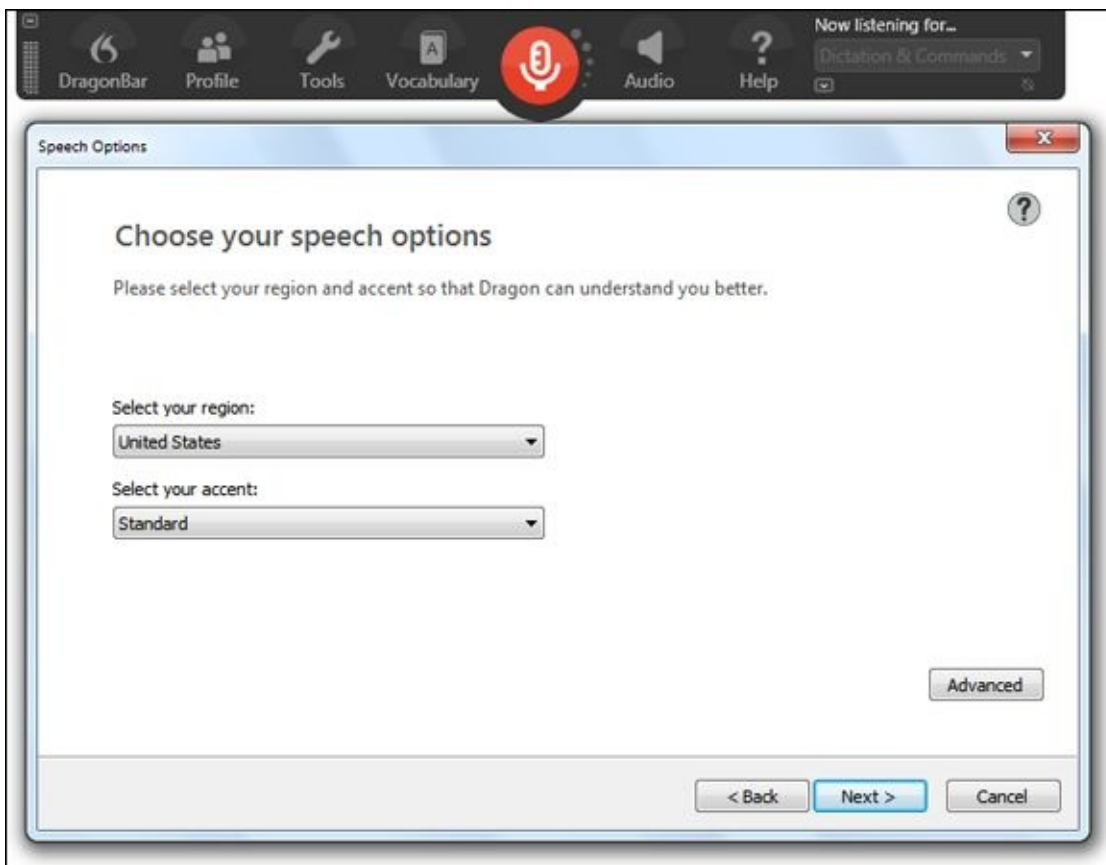 Now listening for...
DragonBar Profile Tools Vocabulary Audio Help Dictation & Commands
Speech Options
Choose your speech options
Please select your region and accent so that Dragon can understand you better.
Select your region:
United States
Select your accent:
Standard
Advanced
< Back Next > Cancel